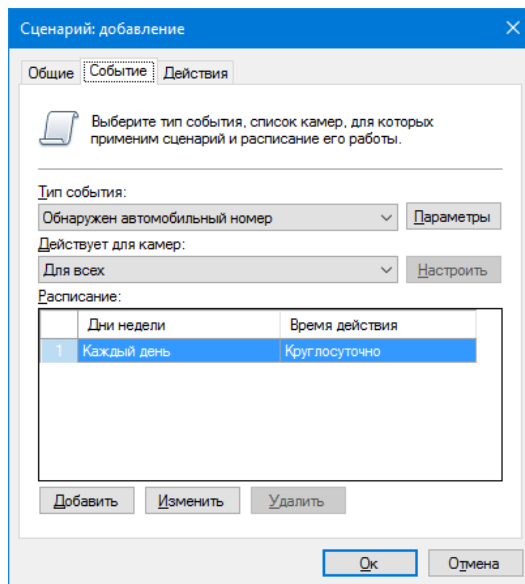 Сценарий: добавление
Общие Событие Действия
Выберите тип события, список камер, для которых
применим сценарий и расписание его работы.
Тип события:
Обнаружен автомобильный номер Параметры
Действует для камер:
Для всех Настроить
Расписание:
Дни недели Время действия
1 Каждый день Круглосуточно
Добавить Изменить Удалить
Ок Отмена